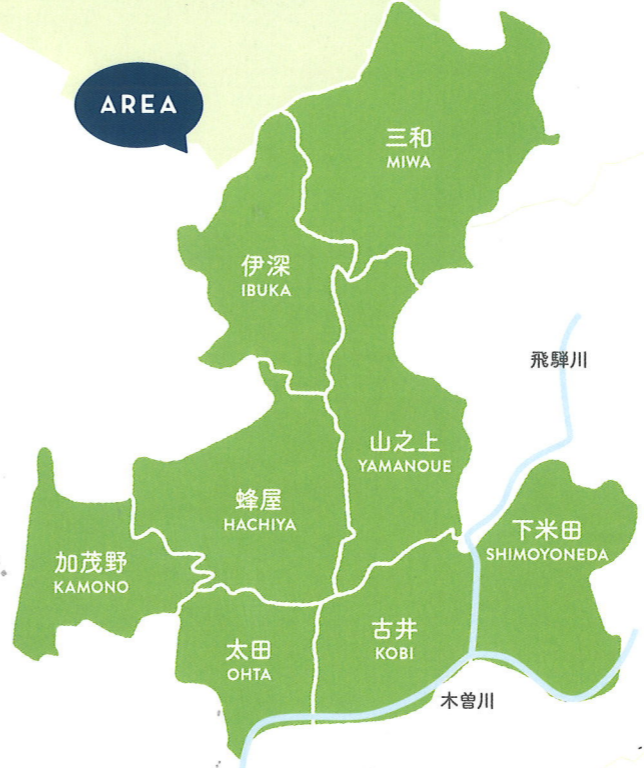 AREA
三和
MIWA
伊深
IBUKA
飛騨川
山之上
YAMANOUE
蜂屋
HACHIYA
下米田
SHIMOYONEDA
加茂野
KAMONO
古井
KOBI
太田
OHTA
木曽川